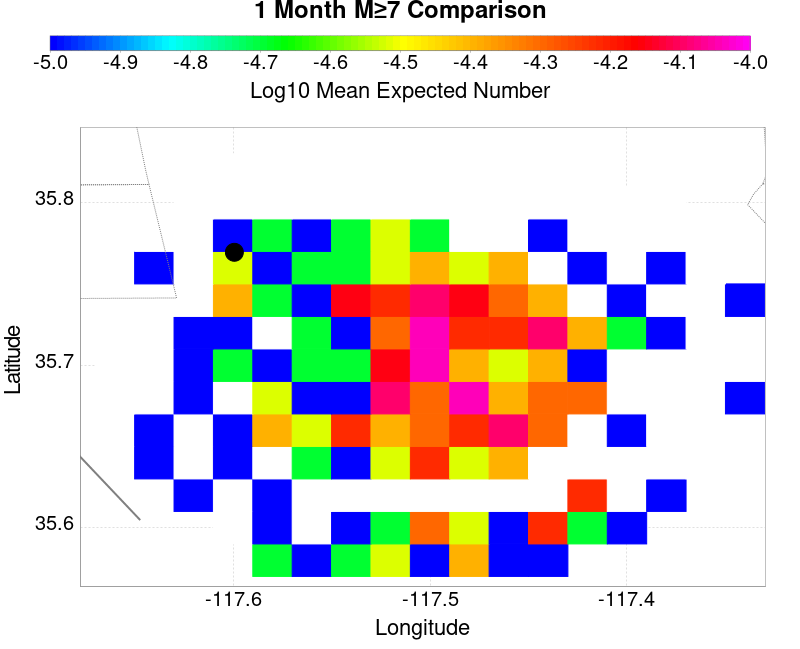 1 Month M≥7 Comparison
-5.0 -4.9 -4.8 -4.7 -4.6 -4.5 -4.4 -4.3 -4.2 -4.1 -4.0
Log10 Mean Expected Number
35.8
35.7
35.6
Latitude
-117.6 -117.5 -117.4
Longitude